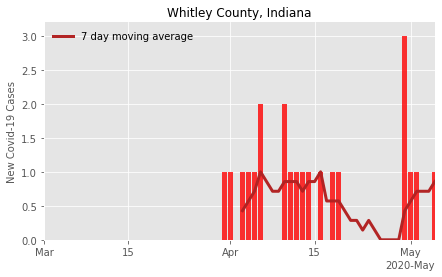 Whitley County, Indiana
7 day moving average
New Covid-19 Cases
3.0
2.5
2.0
1.5
1.0
0.5
0.0
Mar 15 Apr 15 May
2020-May